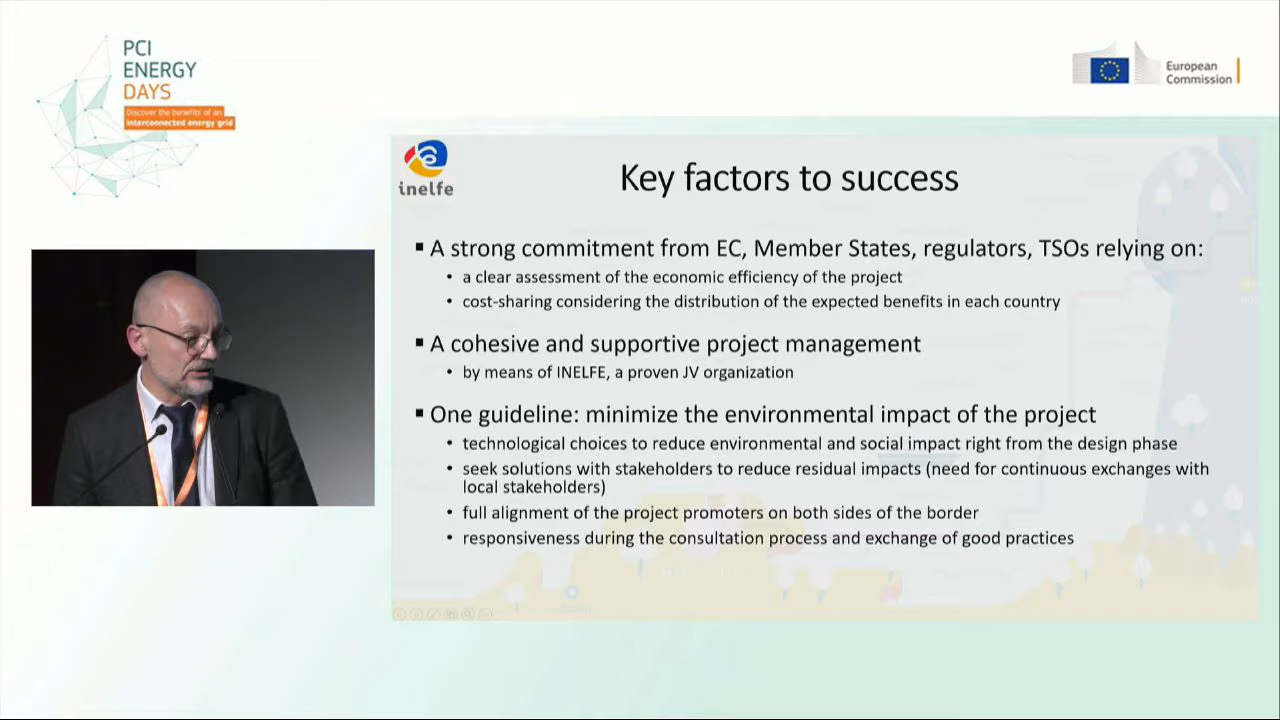 PCI
ENERGY
DAYS
Discover the benefits of an
interconnected energy grid
European
Commission
inelfe
Key factors to success
▪ A strong commitment from EC, Member States, regulators, TSOs relying on:
• a clear assessment of the economic efficiency of the project
• cost-sharing considering the distribution of the expected benefits in each country
▪ A cohesive and supportive project management
• by means of INELFE, a proven JV organization
▪ One guideline: minimize the environmental impact of the project
• technological choices to reduce environmental and social impact right from the design phase
• seek solutions with stakeholders to reduce residual impacts (need for continuous exchanges with
local stakeholders)
• full alignment of the project promoters on both sides of the border
• responsiveness during the consultation process and exchange of good practices